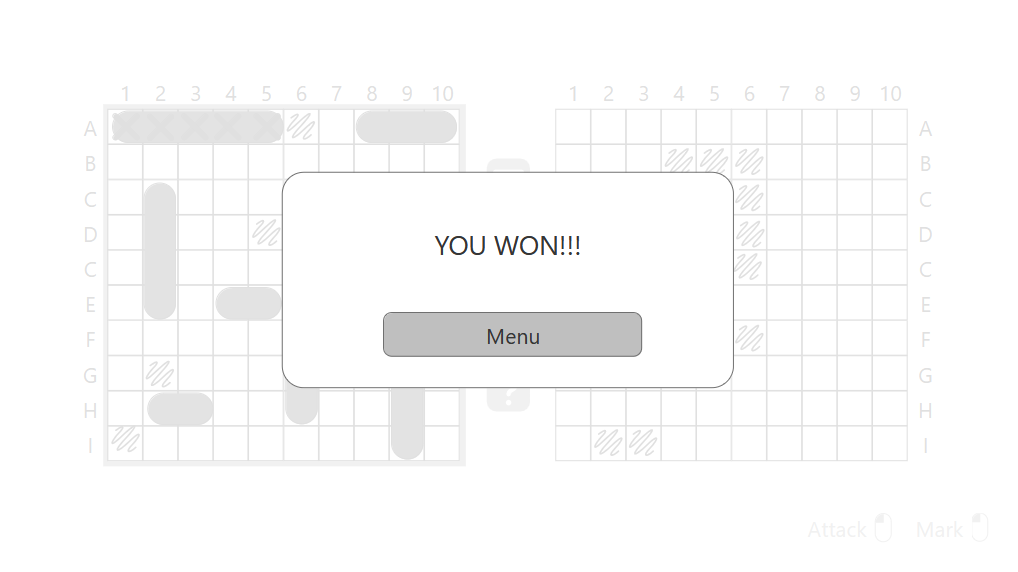 1 2 3 4 5 6 7 8 9 10
1 2 3 4 5 6 7 8 9 10
A A
B B
C C
D D
YOU WON!!!
C C
E E
F F
Menu
G G
H ? H
I I
Attack Mark